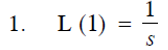 1. L (1) = 1/s